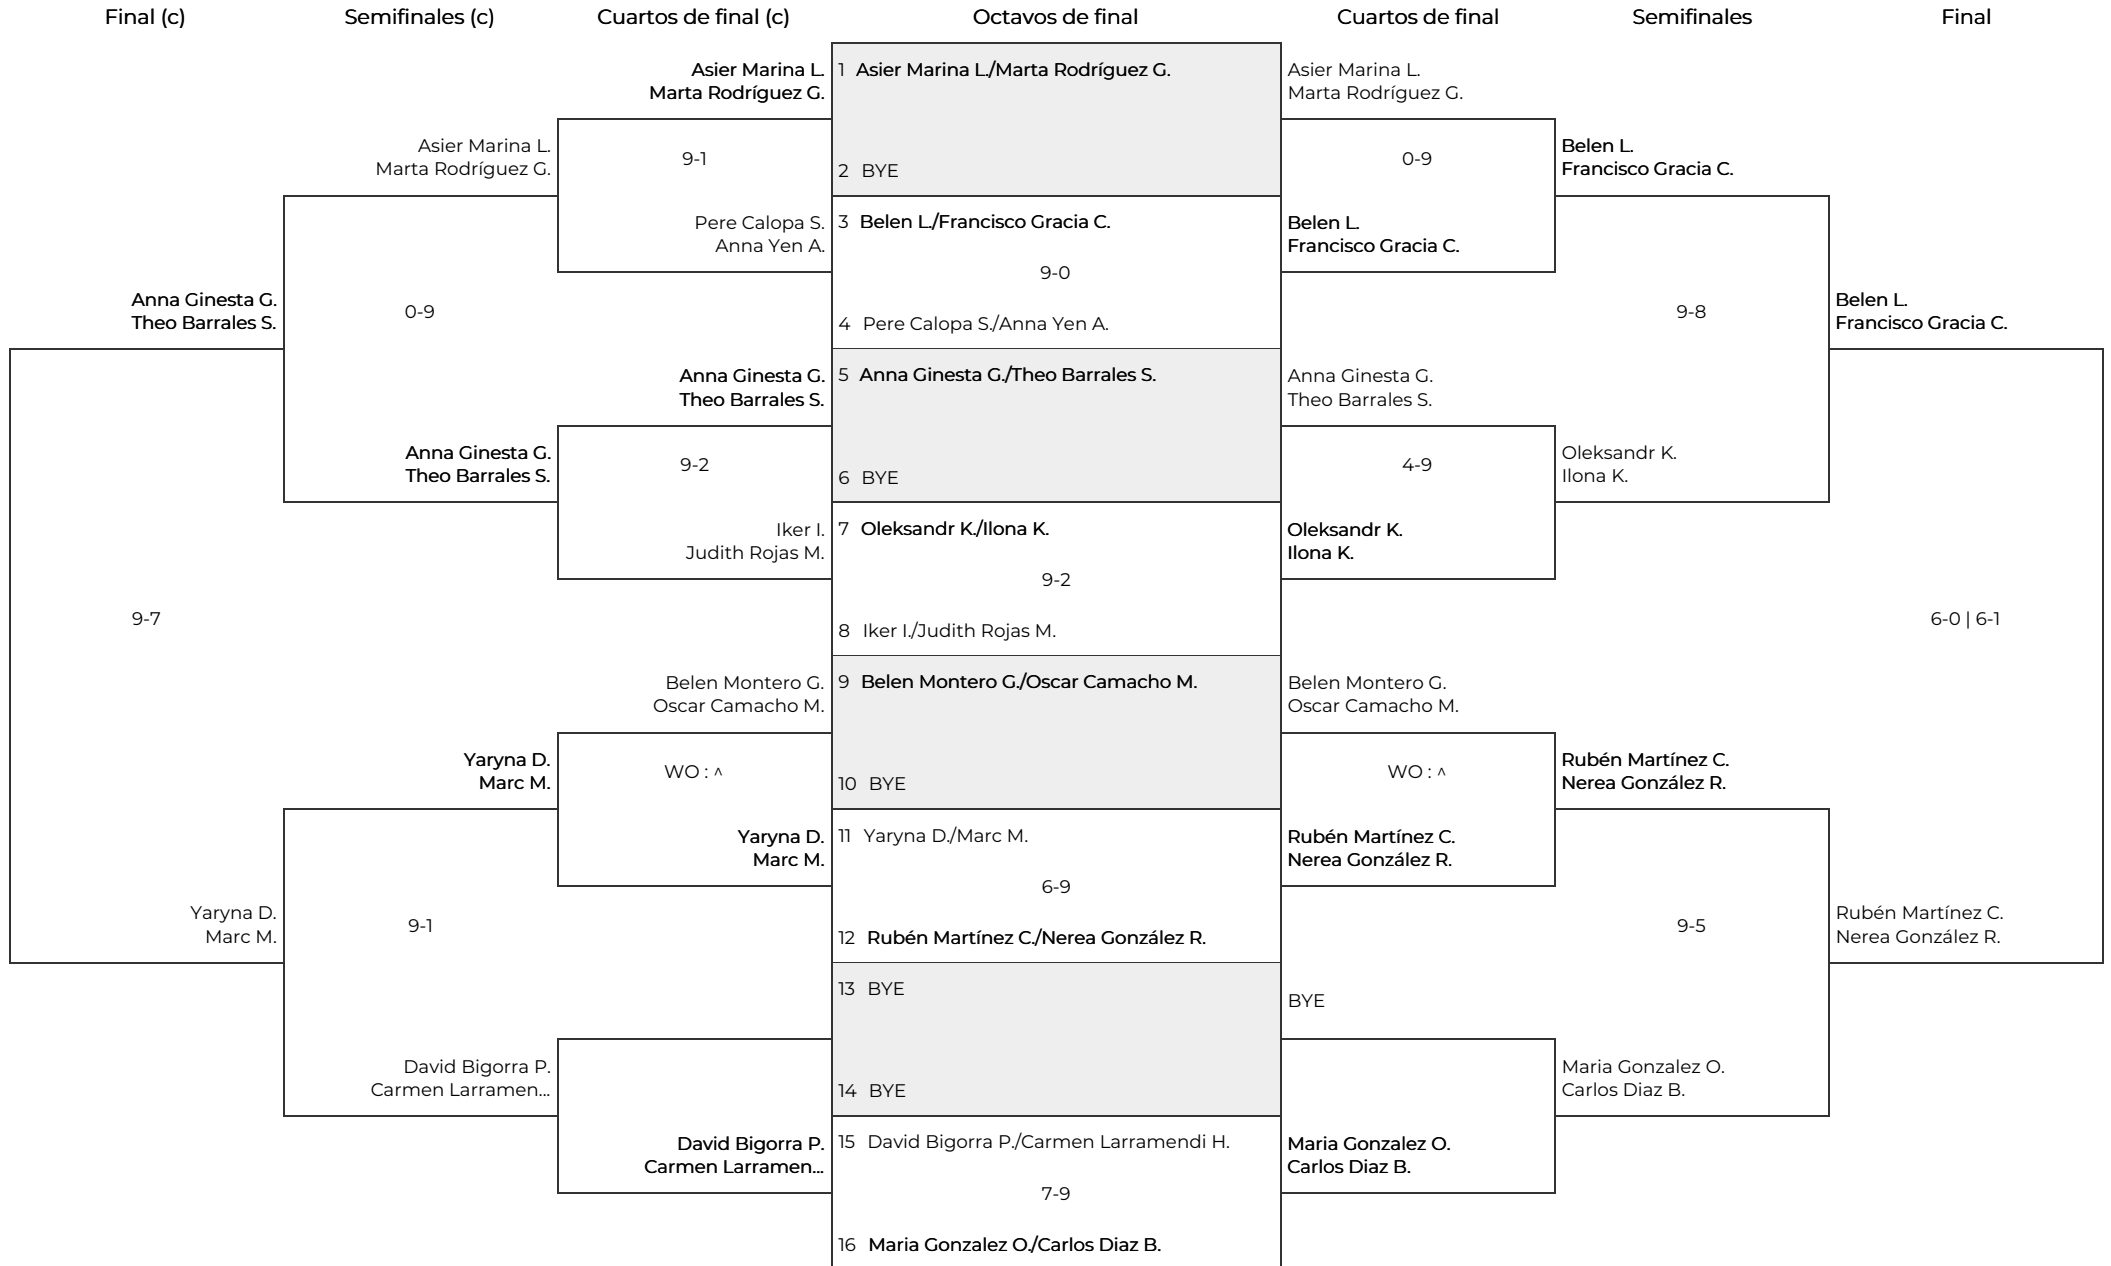 Final (c)
Semifinales (c)
Cuartos de final (c)
Octavos de final
Cuartos de final
Semifinales
Final
Anna Ginesta G.
Theo Barrales S.
9-7
Yaryna D.
Marc M.
Asier Marina L.
Marta Rodríguez G.
0-9
Anna Ginesta G.
Theo Barrales S.
Yaryna D.
Marc M.
9-1
David Bigorra P.
Carmen Larramen...
Asier Marina L.
Marta Rodríguez G.
9-1
Pere Calopa S.
Anna Yen A.
Anna Ginesta G.
Theo Barrales S.
9-2
Iker I.
Judith Rojas M.
Belen Montero G.
Oscar Camacho M.
WO : ^
Yaryna D.
Marc M.
David Bigorra P.
Carmen Larramen...
1 Asier Marina L./Marta Rodríguez G.
2 BYE
3 Belen L./Francisco Gracia C.
9-0
4 Pere Calopa S./Anna Yen A.
5 Anna Ginesta G./Theo Barrales S.
6 BYE
7 Oleksandr K./Ilona K.
9-2
8 Iker I./Judith Rojas M.
9 Belen Montero G./Oscar Camacho M.
10 BYE
11 Yaryna D./Marc M.
6-9
12 Rubén Martínez C./Nerea González R.
13 BYE
14 BYE
15 David Bigorra P./Carmen Larramendi H.
7-9
16 Maria Gonzalez O./Carlos Diaz B.
Asier Marina L.
Marta Rodríguez G.
0-9
Belen L.
Francisco Gracia C.
Anna Ginesta G.
Theo Barrales S.
4-9
Oleksandr K.
Ilona K.
Belen Montero G.
Oscar Camacho M.
WO : ^
Rubén Martínez C.
Nerea González R.
BYE
Maria Gonzalez O.
Carlos Diaz B.
Belen L.
Francisco Gracia C.
9-8
Oleksandr K.
Ilona K.
Rubén Martínez C.
Nerea González R.
9-5
Maria Gonzalez O.
Carlos Diaz B.
Belen L.
Francisco Gracia C.
6-0 | 6-1
Rubén Martínez C.
Nerea González R.